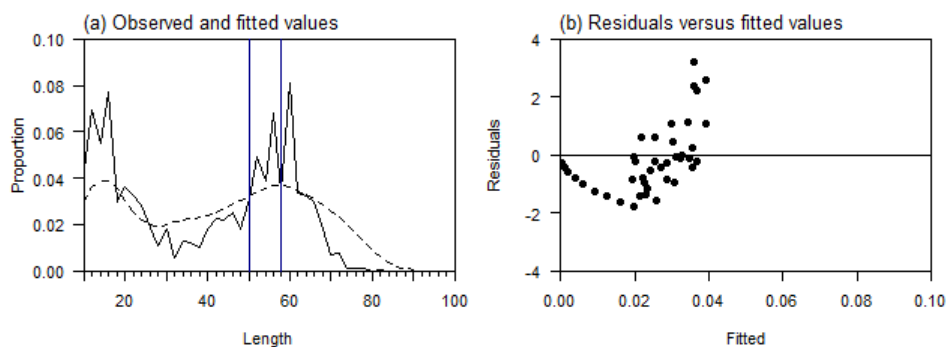 (a) Observed and fitted values
0.10
0.08
0.06
0.04
0.02
0.00
Proportion
20 40 60 80 100
Length
(b) Residuals versus fitted values
4
2
0
-2
-4
Residuals
0.00 0.02 0.04 0.06 0.08 0.10
Fitted